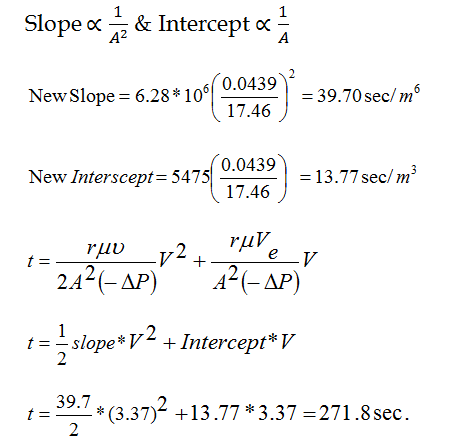 Slope ∝ 1/A² & Intercept ∝ 1/A
New Slope = 6.28 * 10⁶(0.0439/17.46)² = 39.70 sec/m⁶
New Interscept = 5475(0.0439/17.46) = 13.77 sec/m³
t = rμυ/2A²(−ΔP) V² + rμVₑ/A²(−ΔP) V
t = 1/2 slope * V² + Intercept * V
t = 39.7/2 * (3.37)² + 13.77 * 3.37 = 271.8 sec.